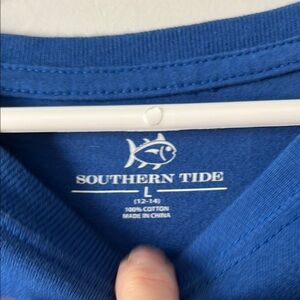 SOUTHERN TIDE
L
(12-14)
100% COTTON
MADE IN CHINA